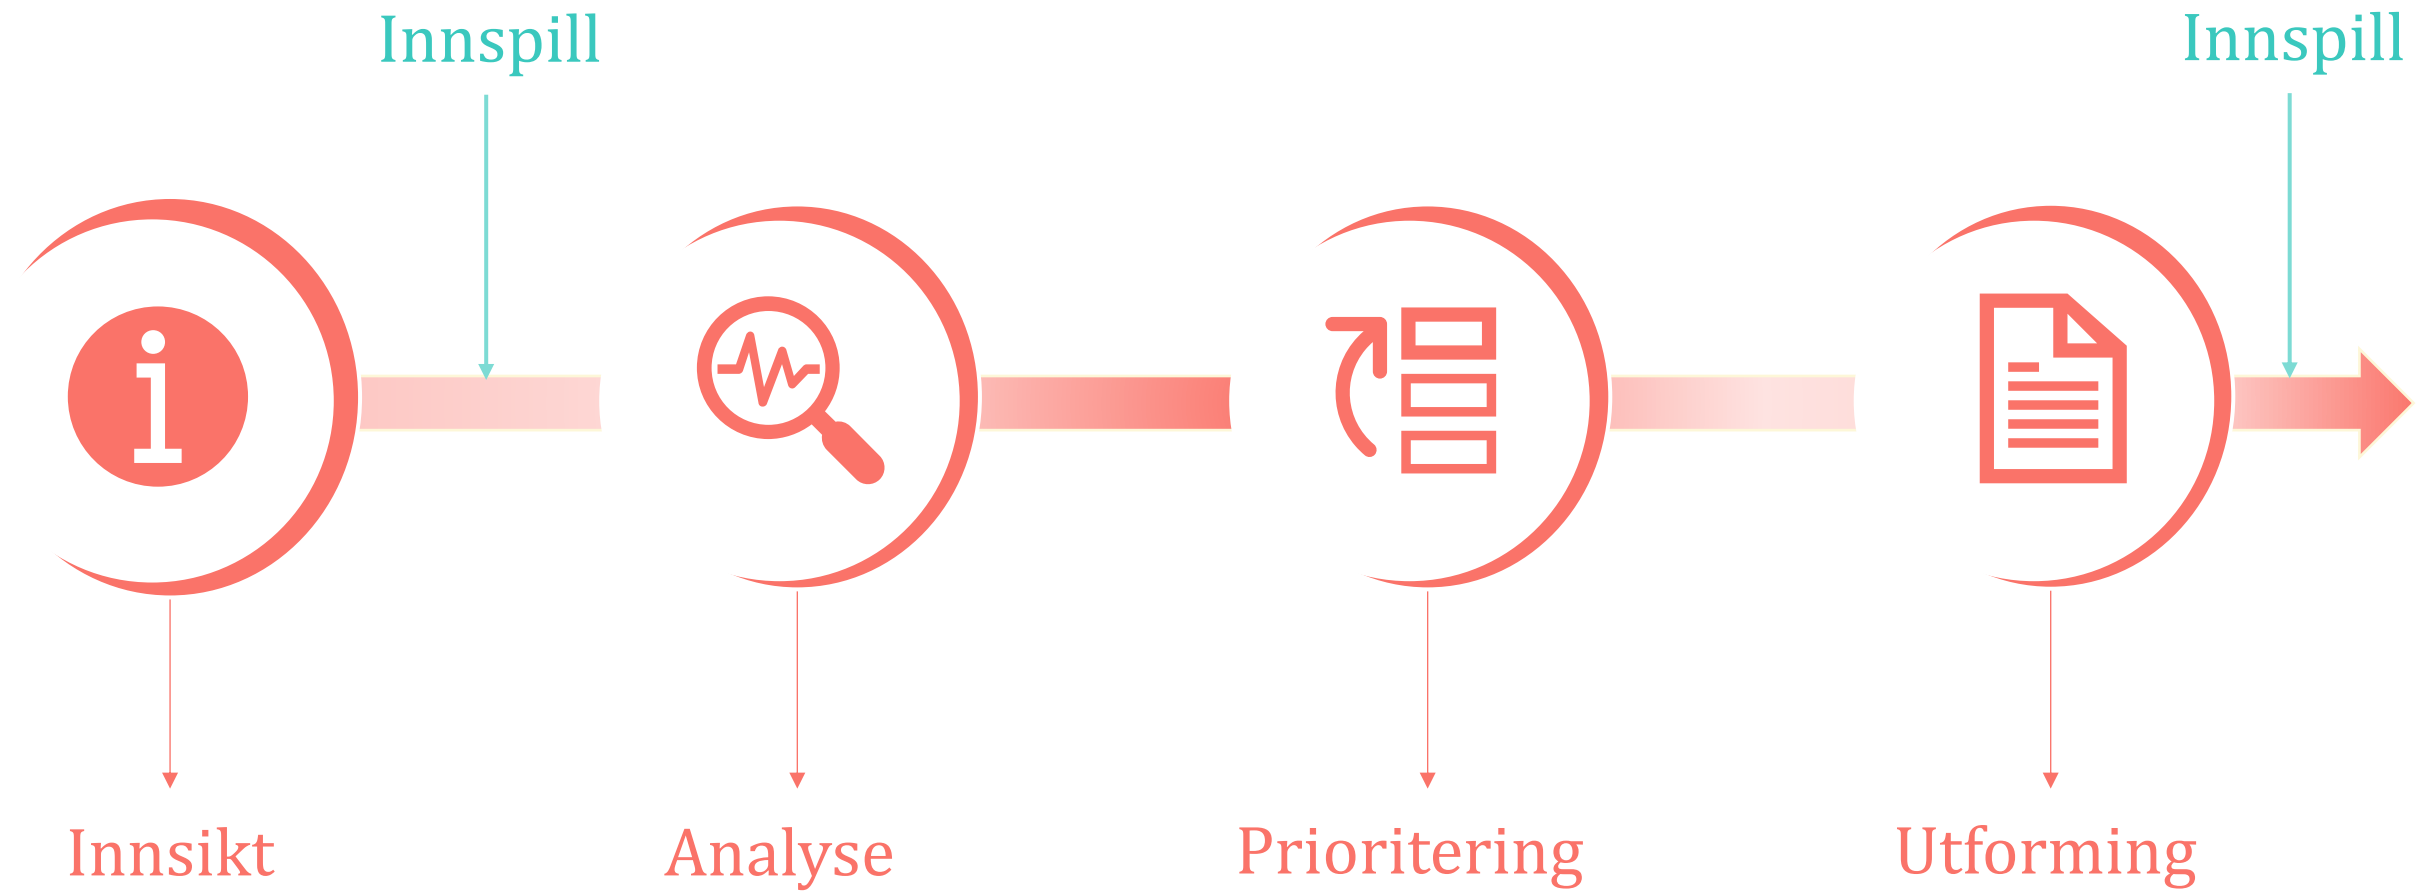 Innspill
Innspill
Innsikt
Analyse
Prioritering
Utforming